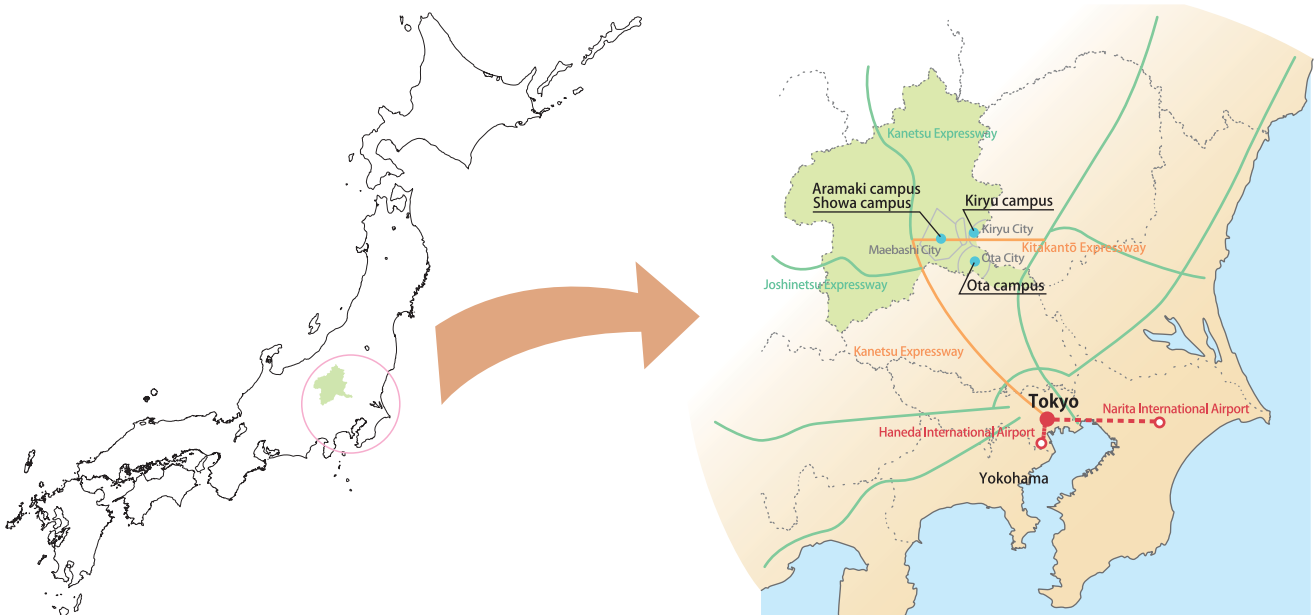 Kanetsu Expressway
Aramaki campus
Showa campus
Kiryu campus
Kiryu City
Maebashi City
Kitakantō Expressway
Ota City
Joshinetsu Expressway
Ota campus
Kanetsu Expressway
Tokyo
Narita International Airport
Haneda International Airport
Yokohama